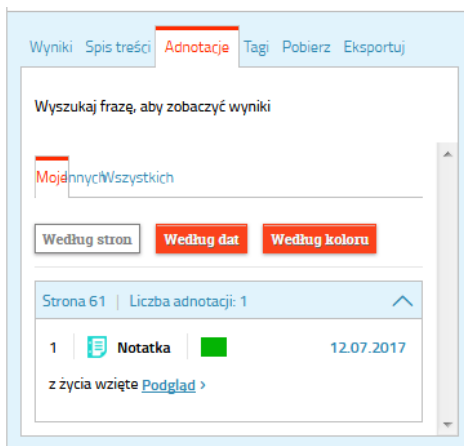 Wyniki Spis treści Adnotacje Tagi Pobierz Eksportuj
Wyszukaj frazę, aby zobaczyć wyniki
Moje Innych Wszystkich
Według stron Według dat Według koloru
Strona 61 | Liczba adnotacji: 1
1 Notatka 12.07.2017
z życia wzięte Podgląd ›